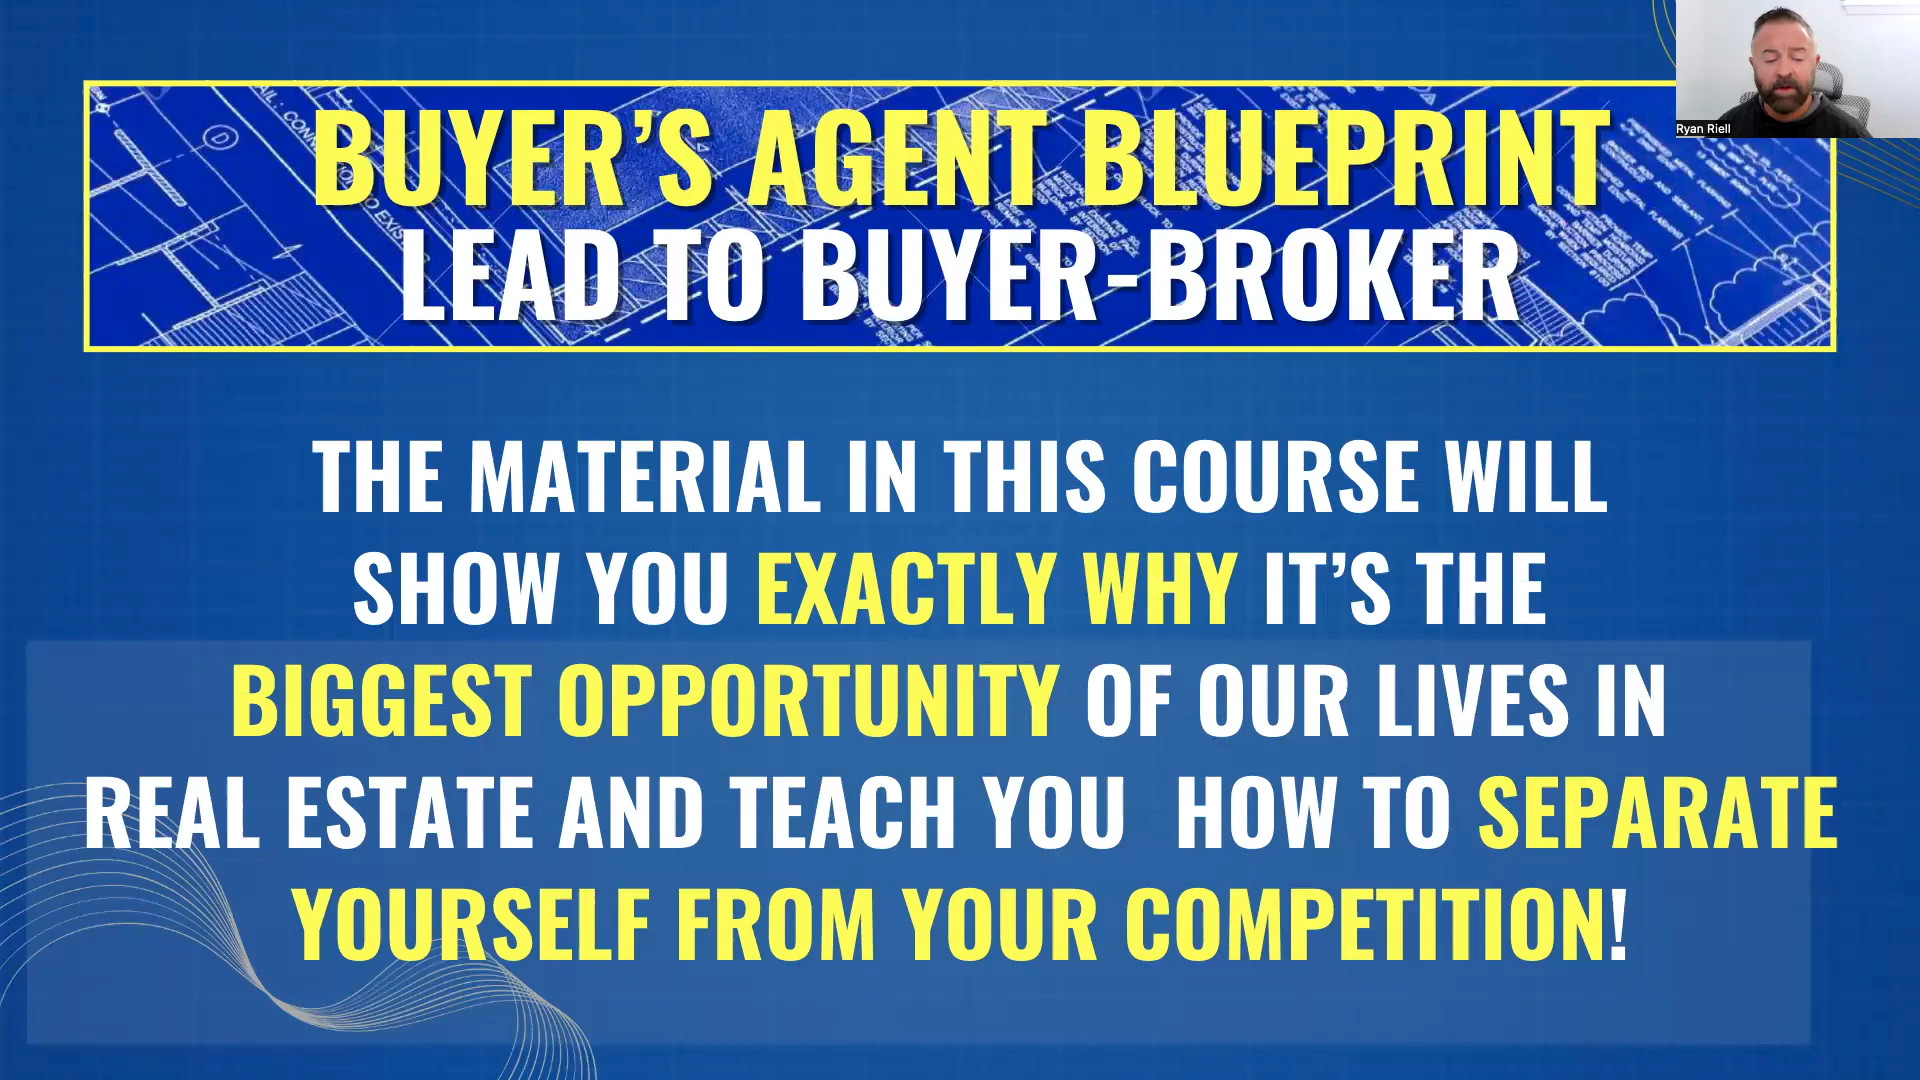 BUYER’S AGENT BLUEPRINT
LEAD TO BUYER-BROKER
Ryan Riell
THE MATERIAL IN THIS COURSE WILL
SHOW YOU EXACTLY WHY IT’S THE
BIGGEST OPPORTUNITY OF OUR LIVES IN
REAL ESTATE AND TEACH YOU  HOW TO SEPARATE
YOURSELF FROM YOUR COMPETITION!